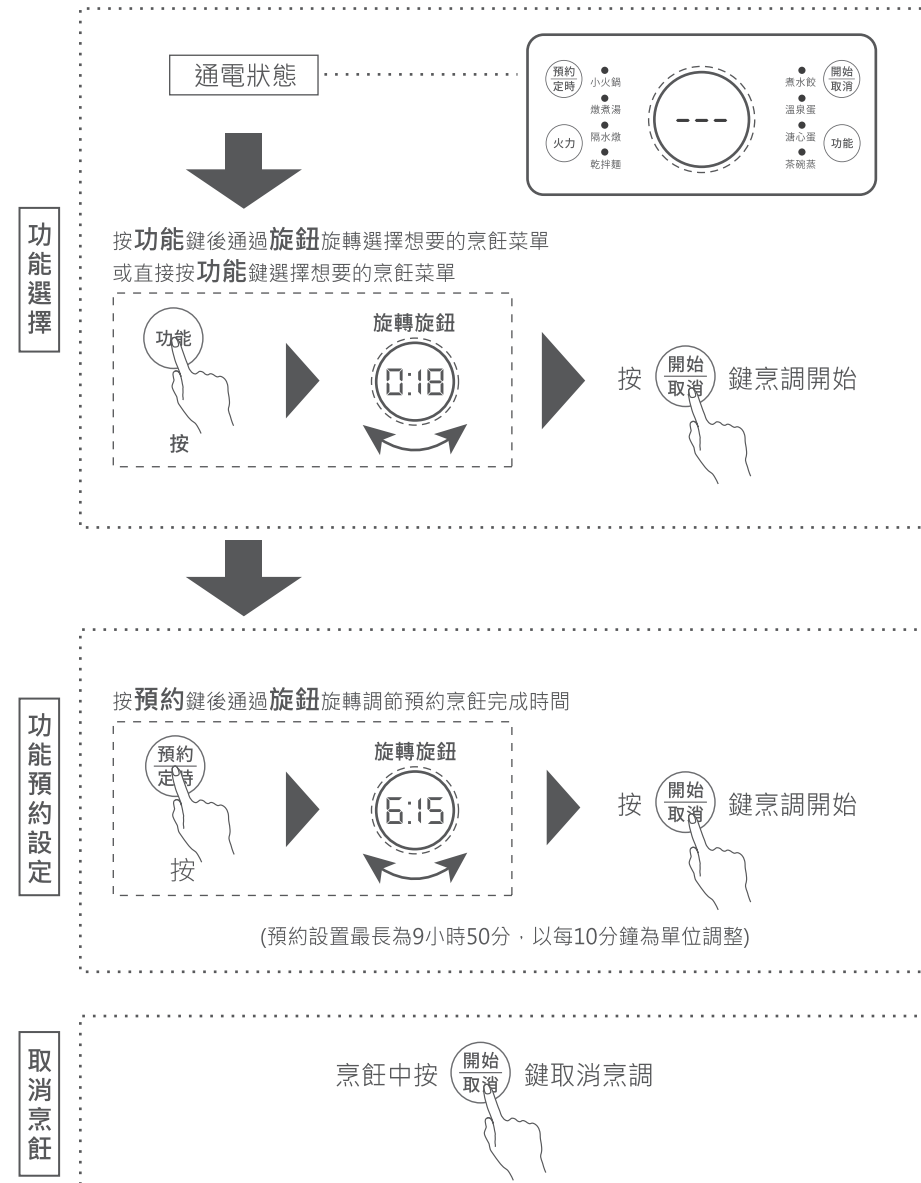 通電狀態
預約
定時
火力
小火鍋
燉煮湯
隔水燉
乾拌麵
---
煮水餃
溫泉蛋
溏心蛋
茶碗蒸
開始
取消
功能
功能選擇
按功能鍵後通過旋鈕旋轉選擇想要的烹飪菜單
或直接按功能鍵選擇想要的烹飪菜單
功能
按
旋轉旋鈕
0:18
按 開始 鍵烹調開始
取消
功能預約設定
按預約鍵後通過旋鈕旋轉調節預約烹飪完成時間
預約
定時
按
旋轉旋鈕
6:15
按 開始 鍵烹調開始
取消
(預約設置最長為9小時50分，以每10分鐘為單位調整)
取消烹飪
烹飪中按 開始 鍵取消烹調
取消